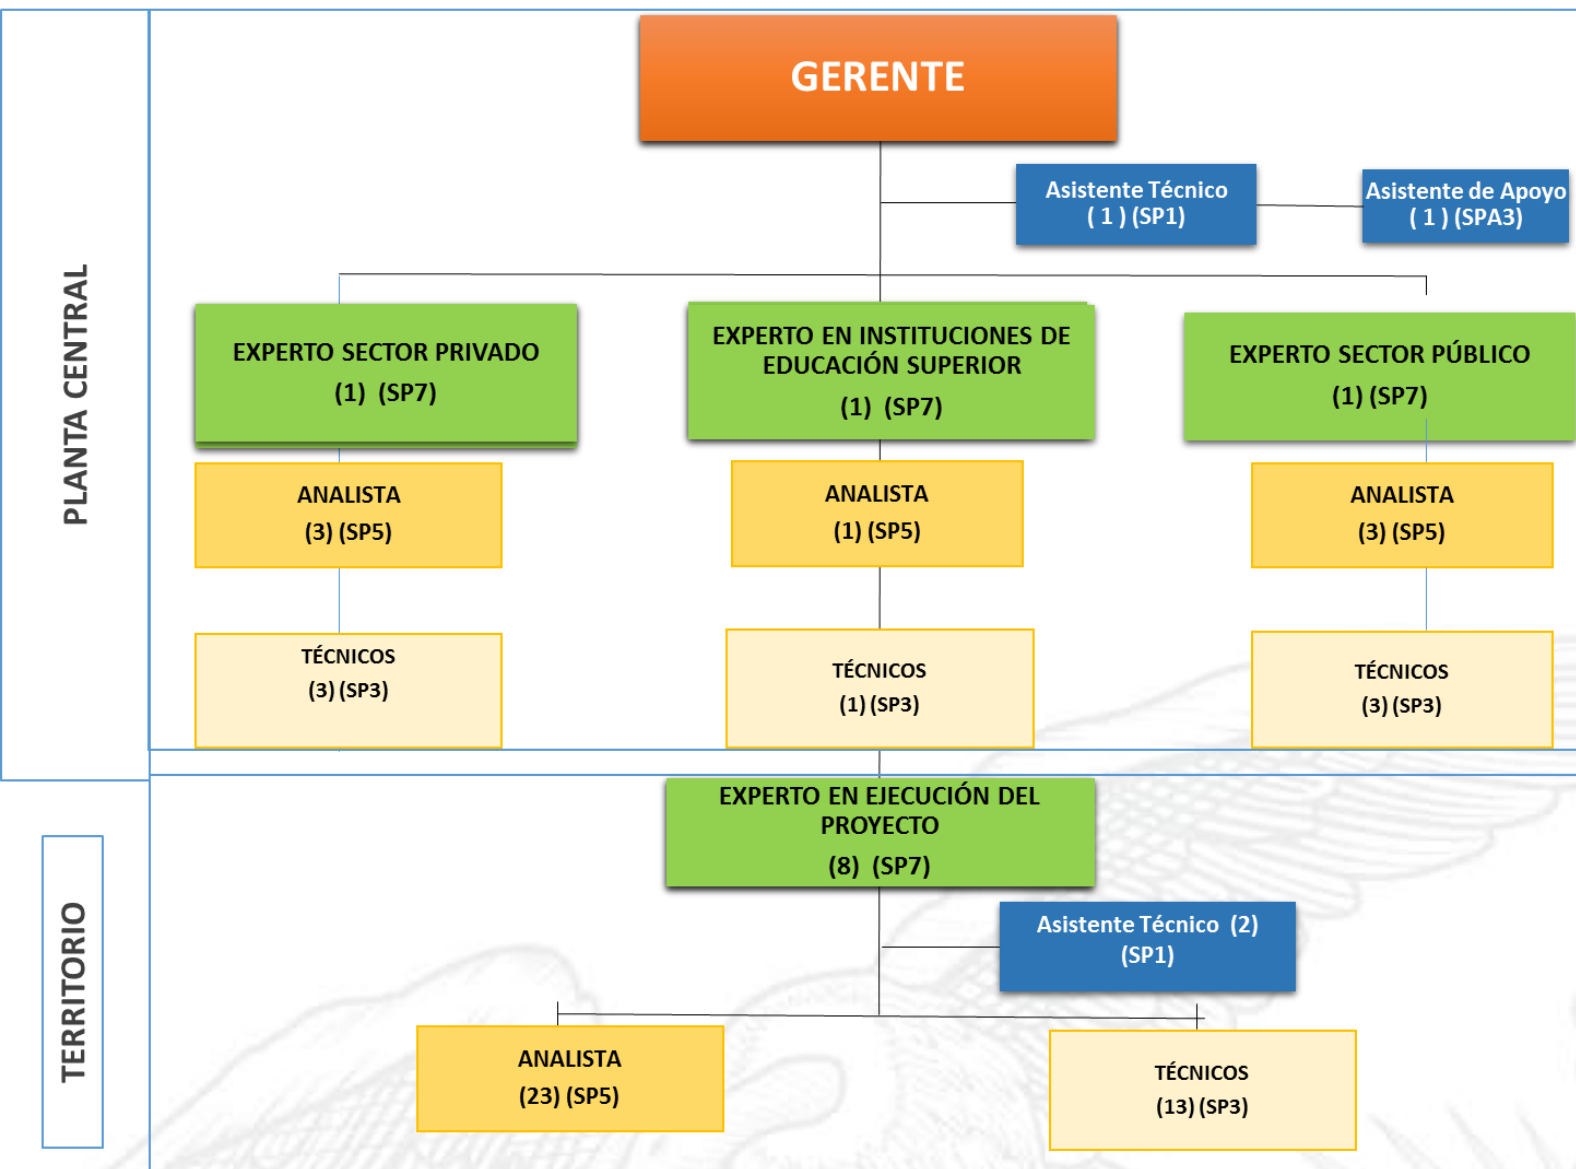 PLANTA CENTRAL
GERENTE
Asistente Técnico
( 1 ) (SP1)
Asistente de Apoyo
( 1 ) (SPA3)
EXPERTO SECTOR PRIVADO
(1)  (SP7)
EXPERTO EN INSTITUCIONES DE
EDUCACIÓN SUPERIOR
(1)  (SP7)
EXPERTO SECTOR PÚBLICO
(1) (SP7)
ANALISTA
(3) (SP5)
ANALISTA
(1) (SP5)
ANALISTA
(3) (SP5)
TÉCNICOS
(3) (SP3)
TÉCNICOS
(1) (SP3)
TÉCNICOS
(3) (SP3)
TERRITORIO
EXPERTO EN EJECUCIÓN DEL
PROYECTO
(8)  (SP7)
Asistente Técnico  (2)
(SP1)
ANALISTA
(23) (SP5)
TÉCNICOS
(13) (SP3)